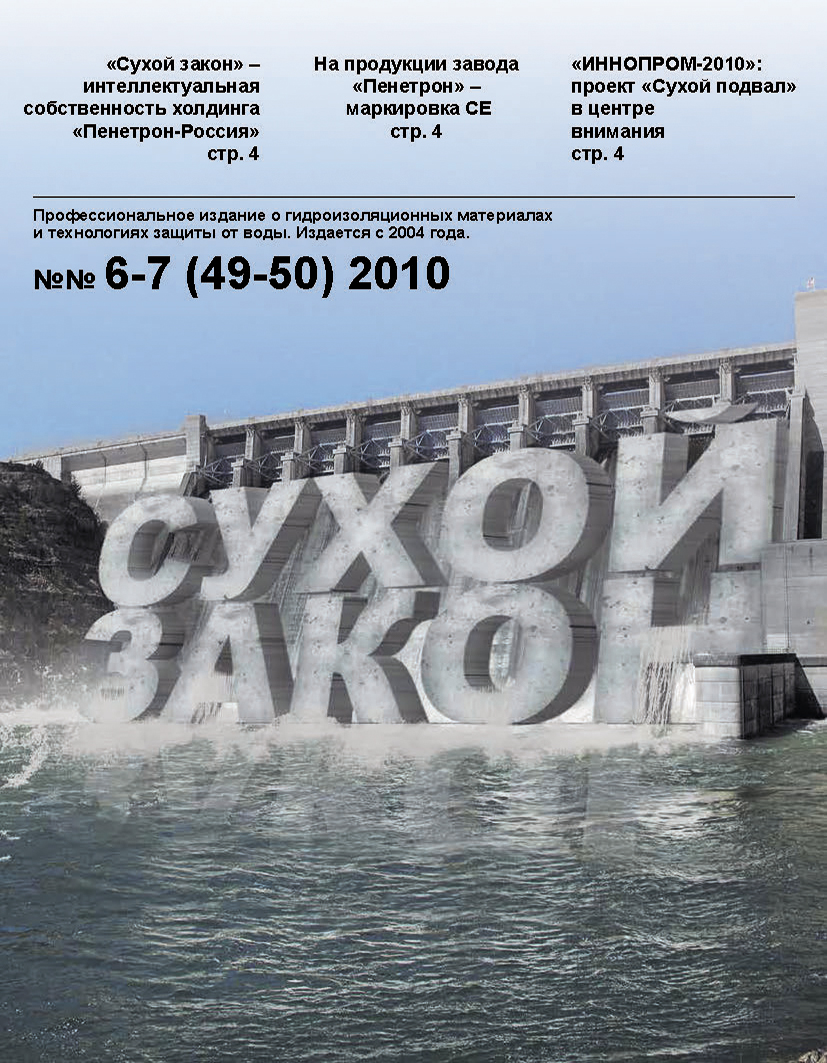 «Сухой закон» –
интеллектуальная
собственность холдинга
«Пенетрон-Россия»
стр. 4
На продукции завода
«Пенетрон» –
маркировка СЕ
стр. 4
«ИННОПРОМ-2010»:
проект «Сухой подвал»
в центре
внимания
стр. 4
Профессиональное издание о гидроизоляционных материалах
и технологиях защиты от воды. Издается с 2004 года.
№№ 6-7 (49-50) 2010
СУХОЙ
ЗАКОН